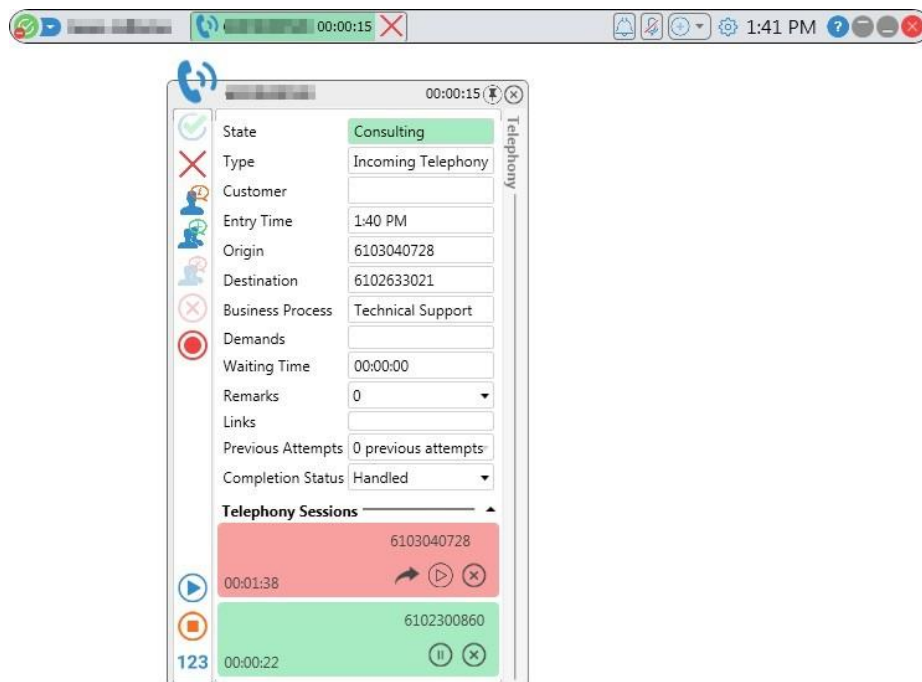 00:00:15
1:41 PM
00:00:15
Telephony
State Consulting
Type Incoming Telephony
Customer
Entry Time 1:40 PM
Origin 6103040728
Destination 6102633021
Business Process Technical Support
Demands
Waiting Time 00:00:00
Remarks 0
Links
Previous Attempts 0 previous attempts
Completion Status Handled
Telephony Sessions
6103040728
00:01:38
6102300860
123 00:00:22